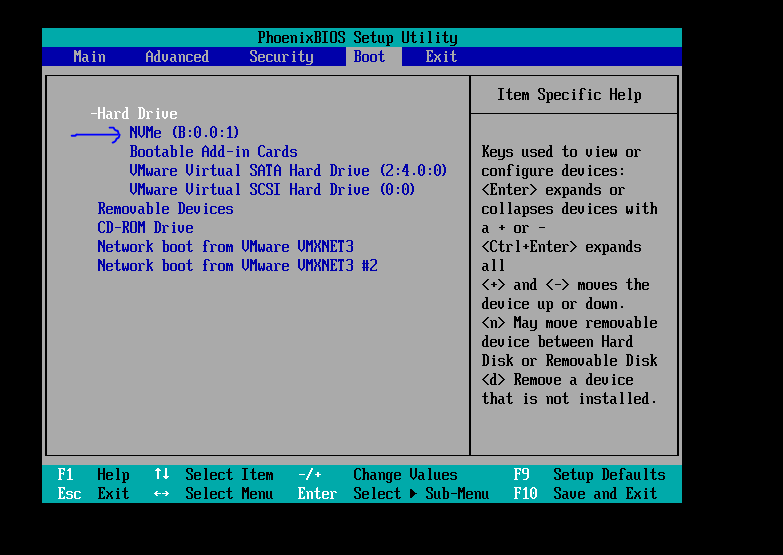 PhoenixBIOS Setup Utility
Main Advanced Security Boot Exit
-Hard Drive
NVMe (B:0.0:1)
Bootable Add-in Cards
VMware Virtual SATA Hard Drive (2:4.0:0)
VMware Virtual SCSI Hard Drive (0:0)
Removable Devices
CD-ROM Drive
Network boot from VMware VMXNET3
Network boot from VMware VMXNET3 #2
Item Specific Help
Keys used to view or
configure devices:
<Enter> expands or
collapses devices with
a + or -
<Ctrl+Enter> expands
all
<+> and <-> moves the
device up or down.
<n> May move removable
device between Hard
Disk or Removable Disk
<d> Remove a device
that is not installed.
F1 Help ↑↓ Select Item -/+ Change Values F9 Setup Defaults
Esc Exit ↔ Select Menu Enter Select ▶ Sub-Menu F10 Save and Exit